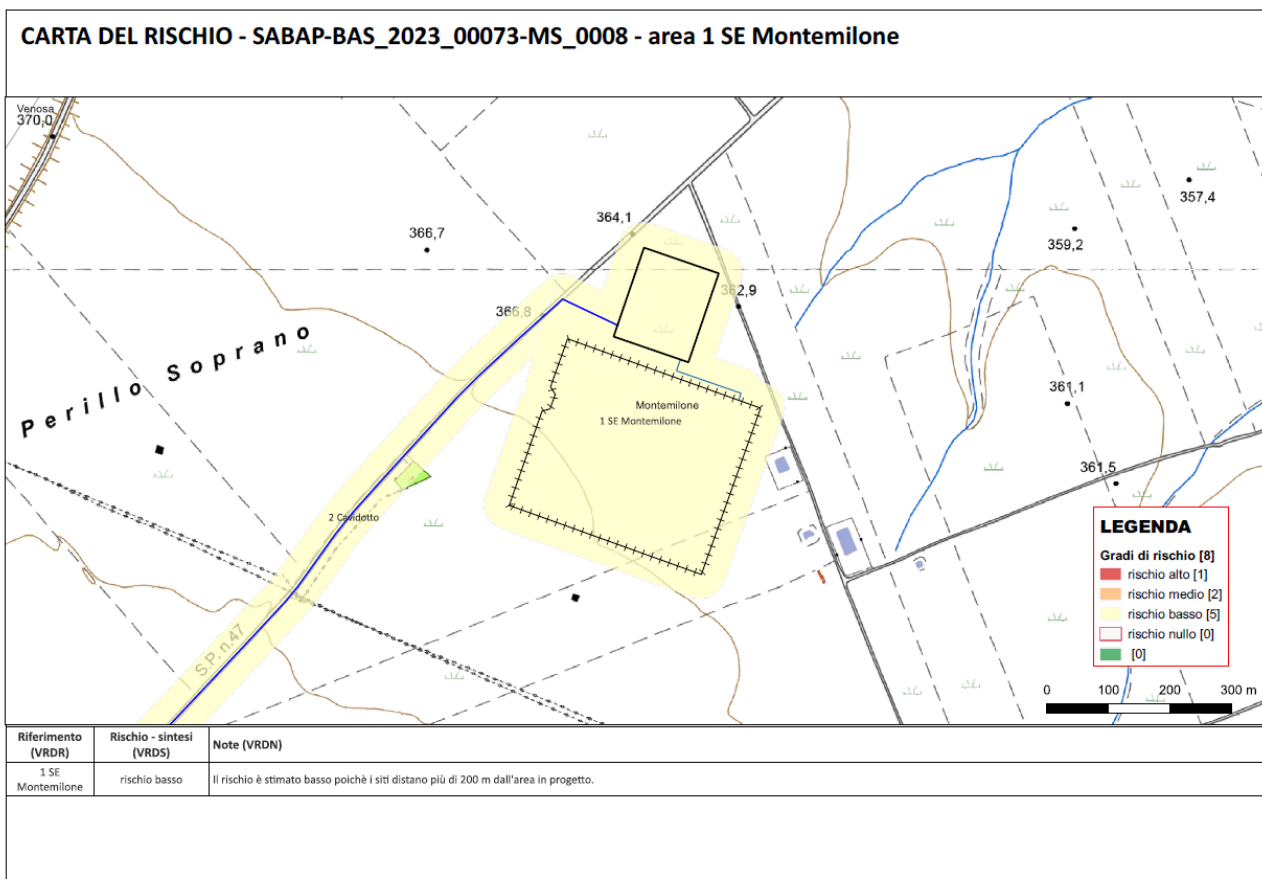 CARTA DEL RISCHIO - SABAP-BAS_2023_00073-MS_0008 - area 1 SE Montemilone
Venosa
370,0
364,1
366,7
357,4
359,2
362,9
366,8
Perillo Soprano
361,1
Montemilone
1 SE Montemilone
361,5
2 Cavidotto
S.P. n.47
LEGENDA
Gradi di rischio [8]
rischio alto [1]
rischio medio [2]
rischio basso [5]
rischio nullo [0]
[0]
0 100 200 300 m
Riferimento (VRDR)
Rischio - sintesi (VRDS)
Note (VRDN)
1 SE Montemilone
rischio basso
Il rischio è stimato basso poichè i siti distano più di 200 m dall'area in progetto.